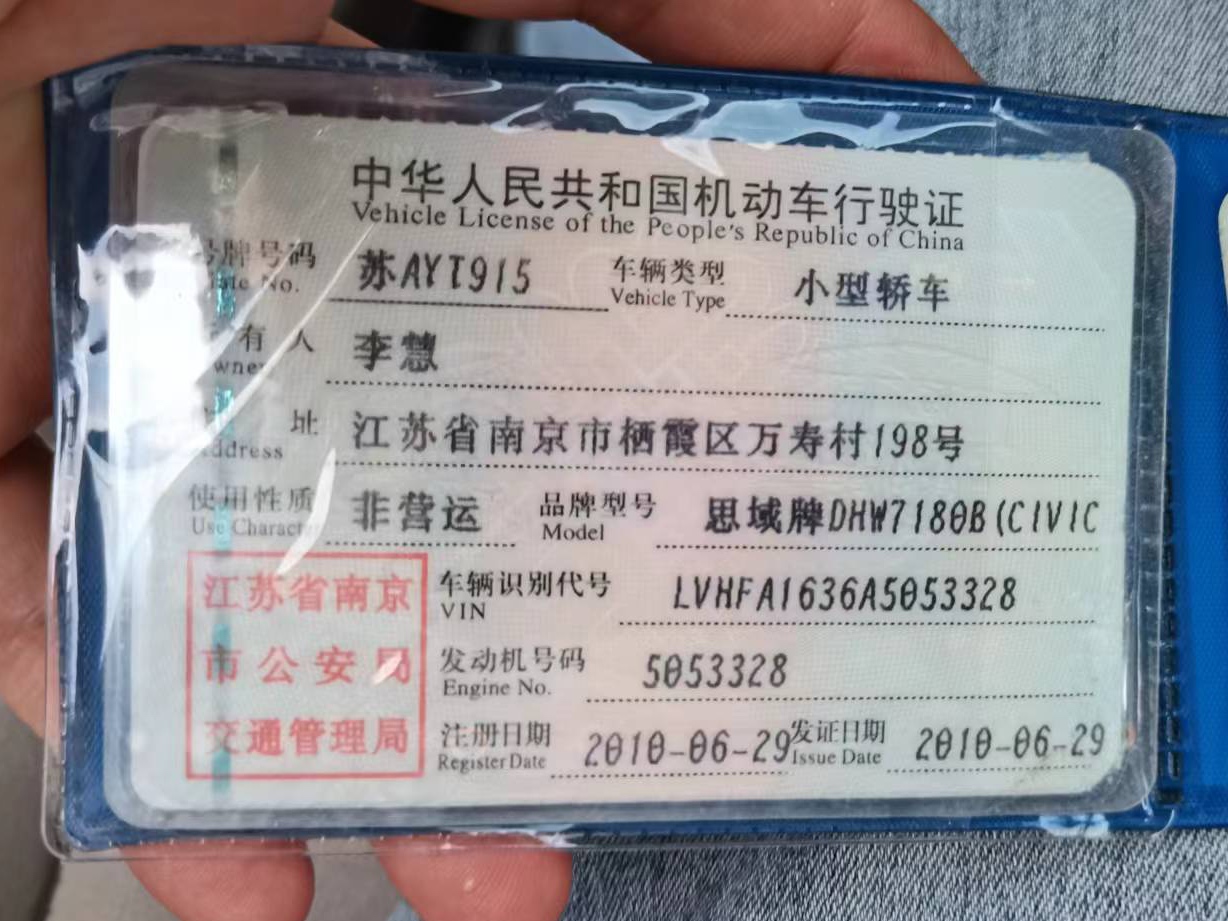 中华人民共和国机动车行驶证
Vehicle License of the People's Republic of China
号牌号码 苏AYT915 车辆类型 小型轿车
No. Vehicle Type
有人 李慧
址 江苏省南京市栖霞区万寿村198号
Address
使用性质 非营运 品牌型号 思域牌DHW7180B(CIVIC
Use Character Model
江苏省南京
市公安局
交通管理局
车辆识别代号 LVHFA1636A5053328
VIN
发动机号码 5053328
Engine No.
注册日期 2010-06-29 发证日期 2010-06-29
Register Date Issue Date